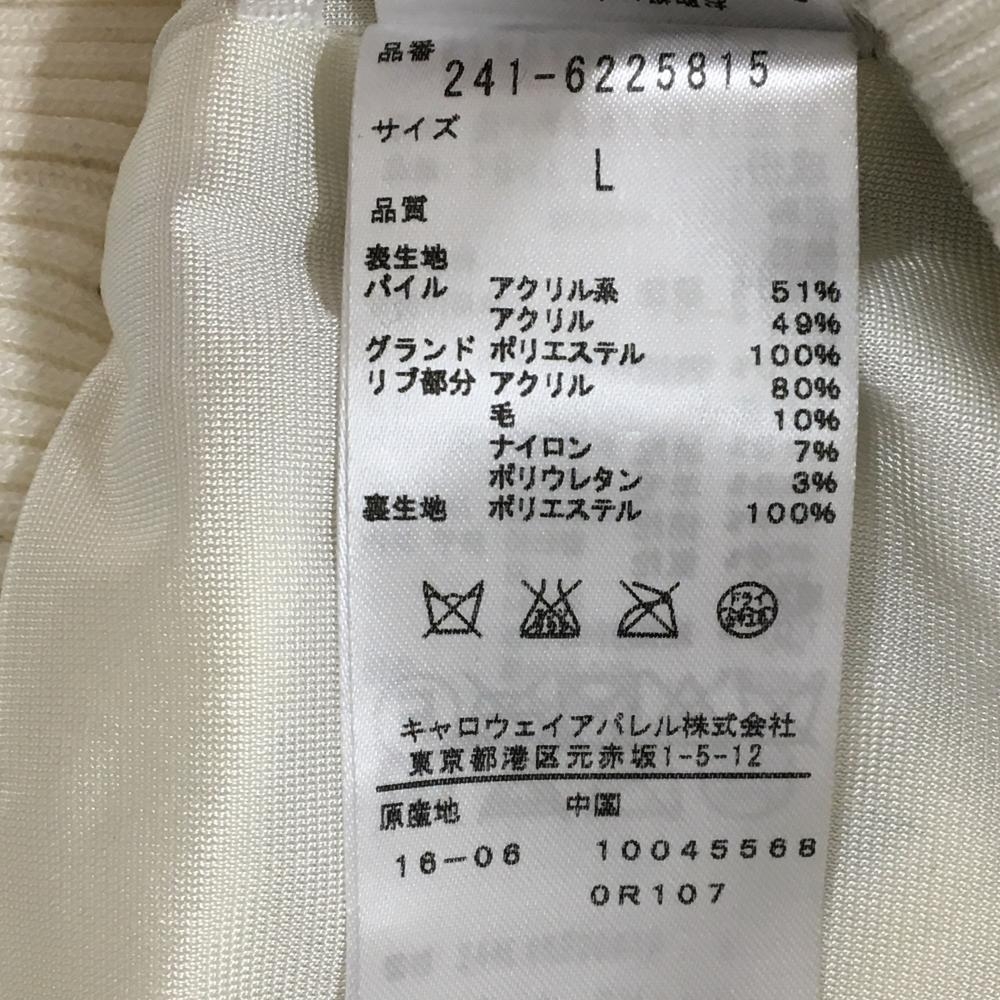 品番
241-6225815
サイズ
L
品質
表生地
パイル アクリル系 51%
アクリル 49%
グランド ポリエステル 100%
リブ部分 アクリル 80%
毛 10%
ナイロン 7%
ポリウレタン 3%
裏生地 ポリエステル 100%
ドライ
キャロウェイアパレル株式会社
東京都港区元赤坂1-5-12
原産地 中国
16-06 10045568
0R107